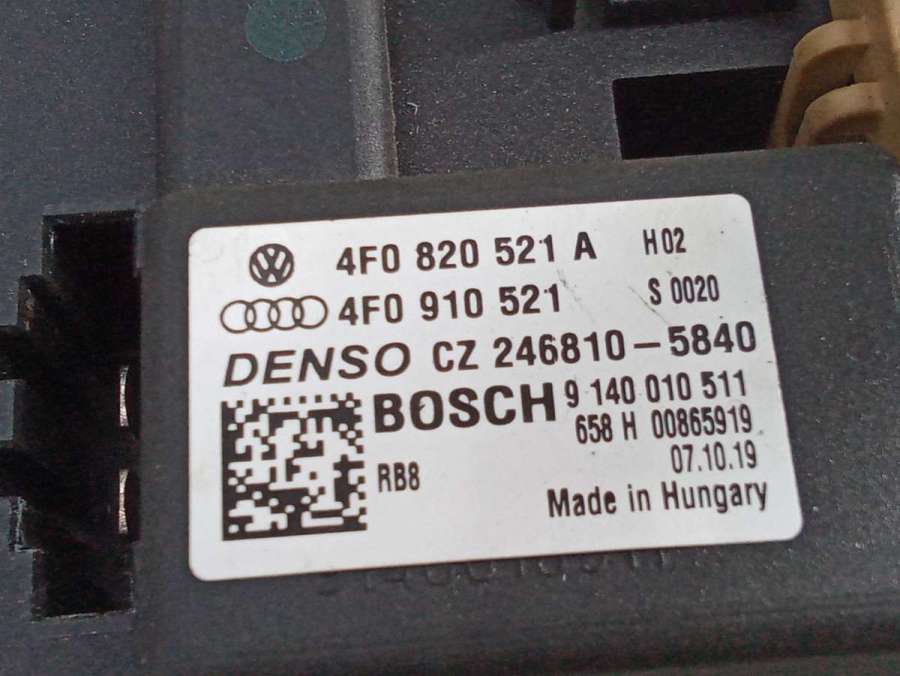 4F0 820 521 A H02
4F0 910 521 S 0020
DENSO CZ 246810-5840
BOSCH 9 140 010 511
658 H 00865919
RB8 07.10.19
Made in Hungary